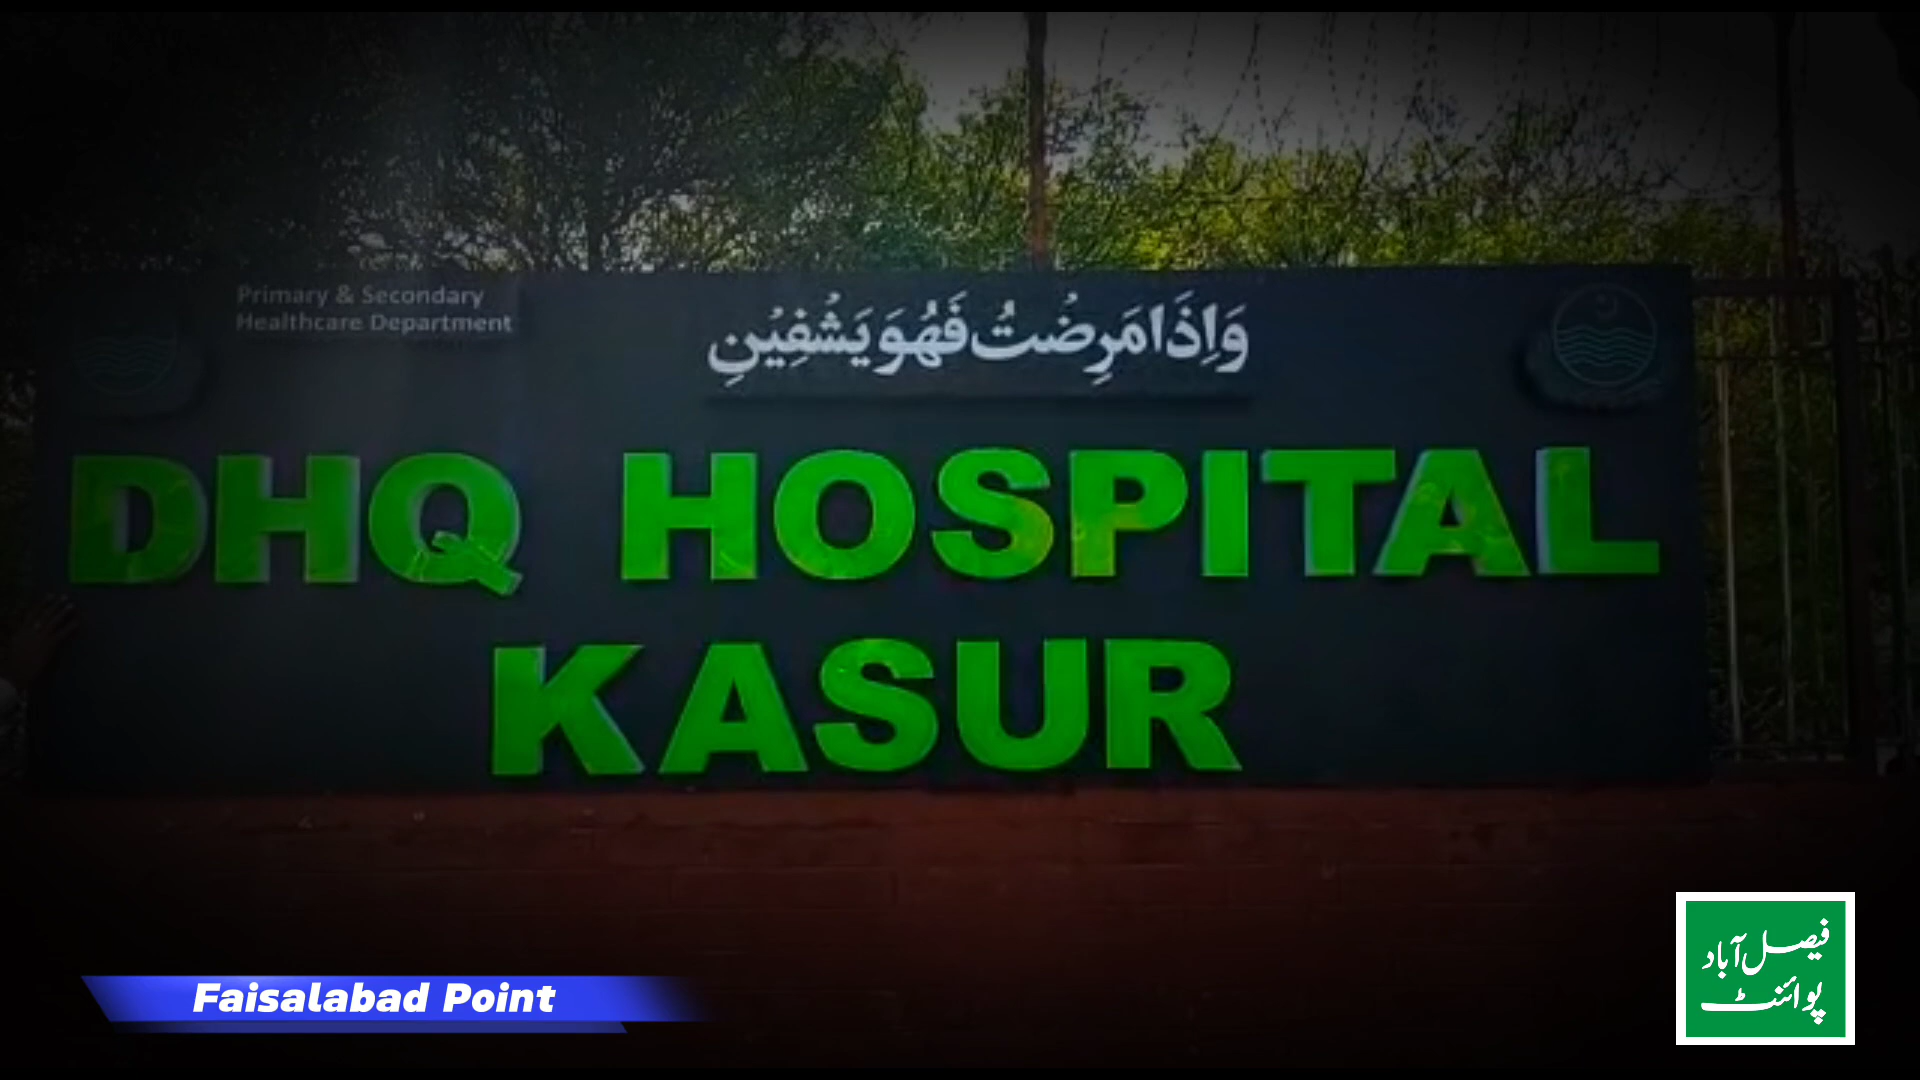 Primary & Secondary
Healthcare Department
وَاِذَا مَرِضْتُ فَهُوَ يَشْفِيْنِ
DHQ HOSPITAL
KASUR
Faisalabad Point
فیصل آباد
پوائنٹ